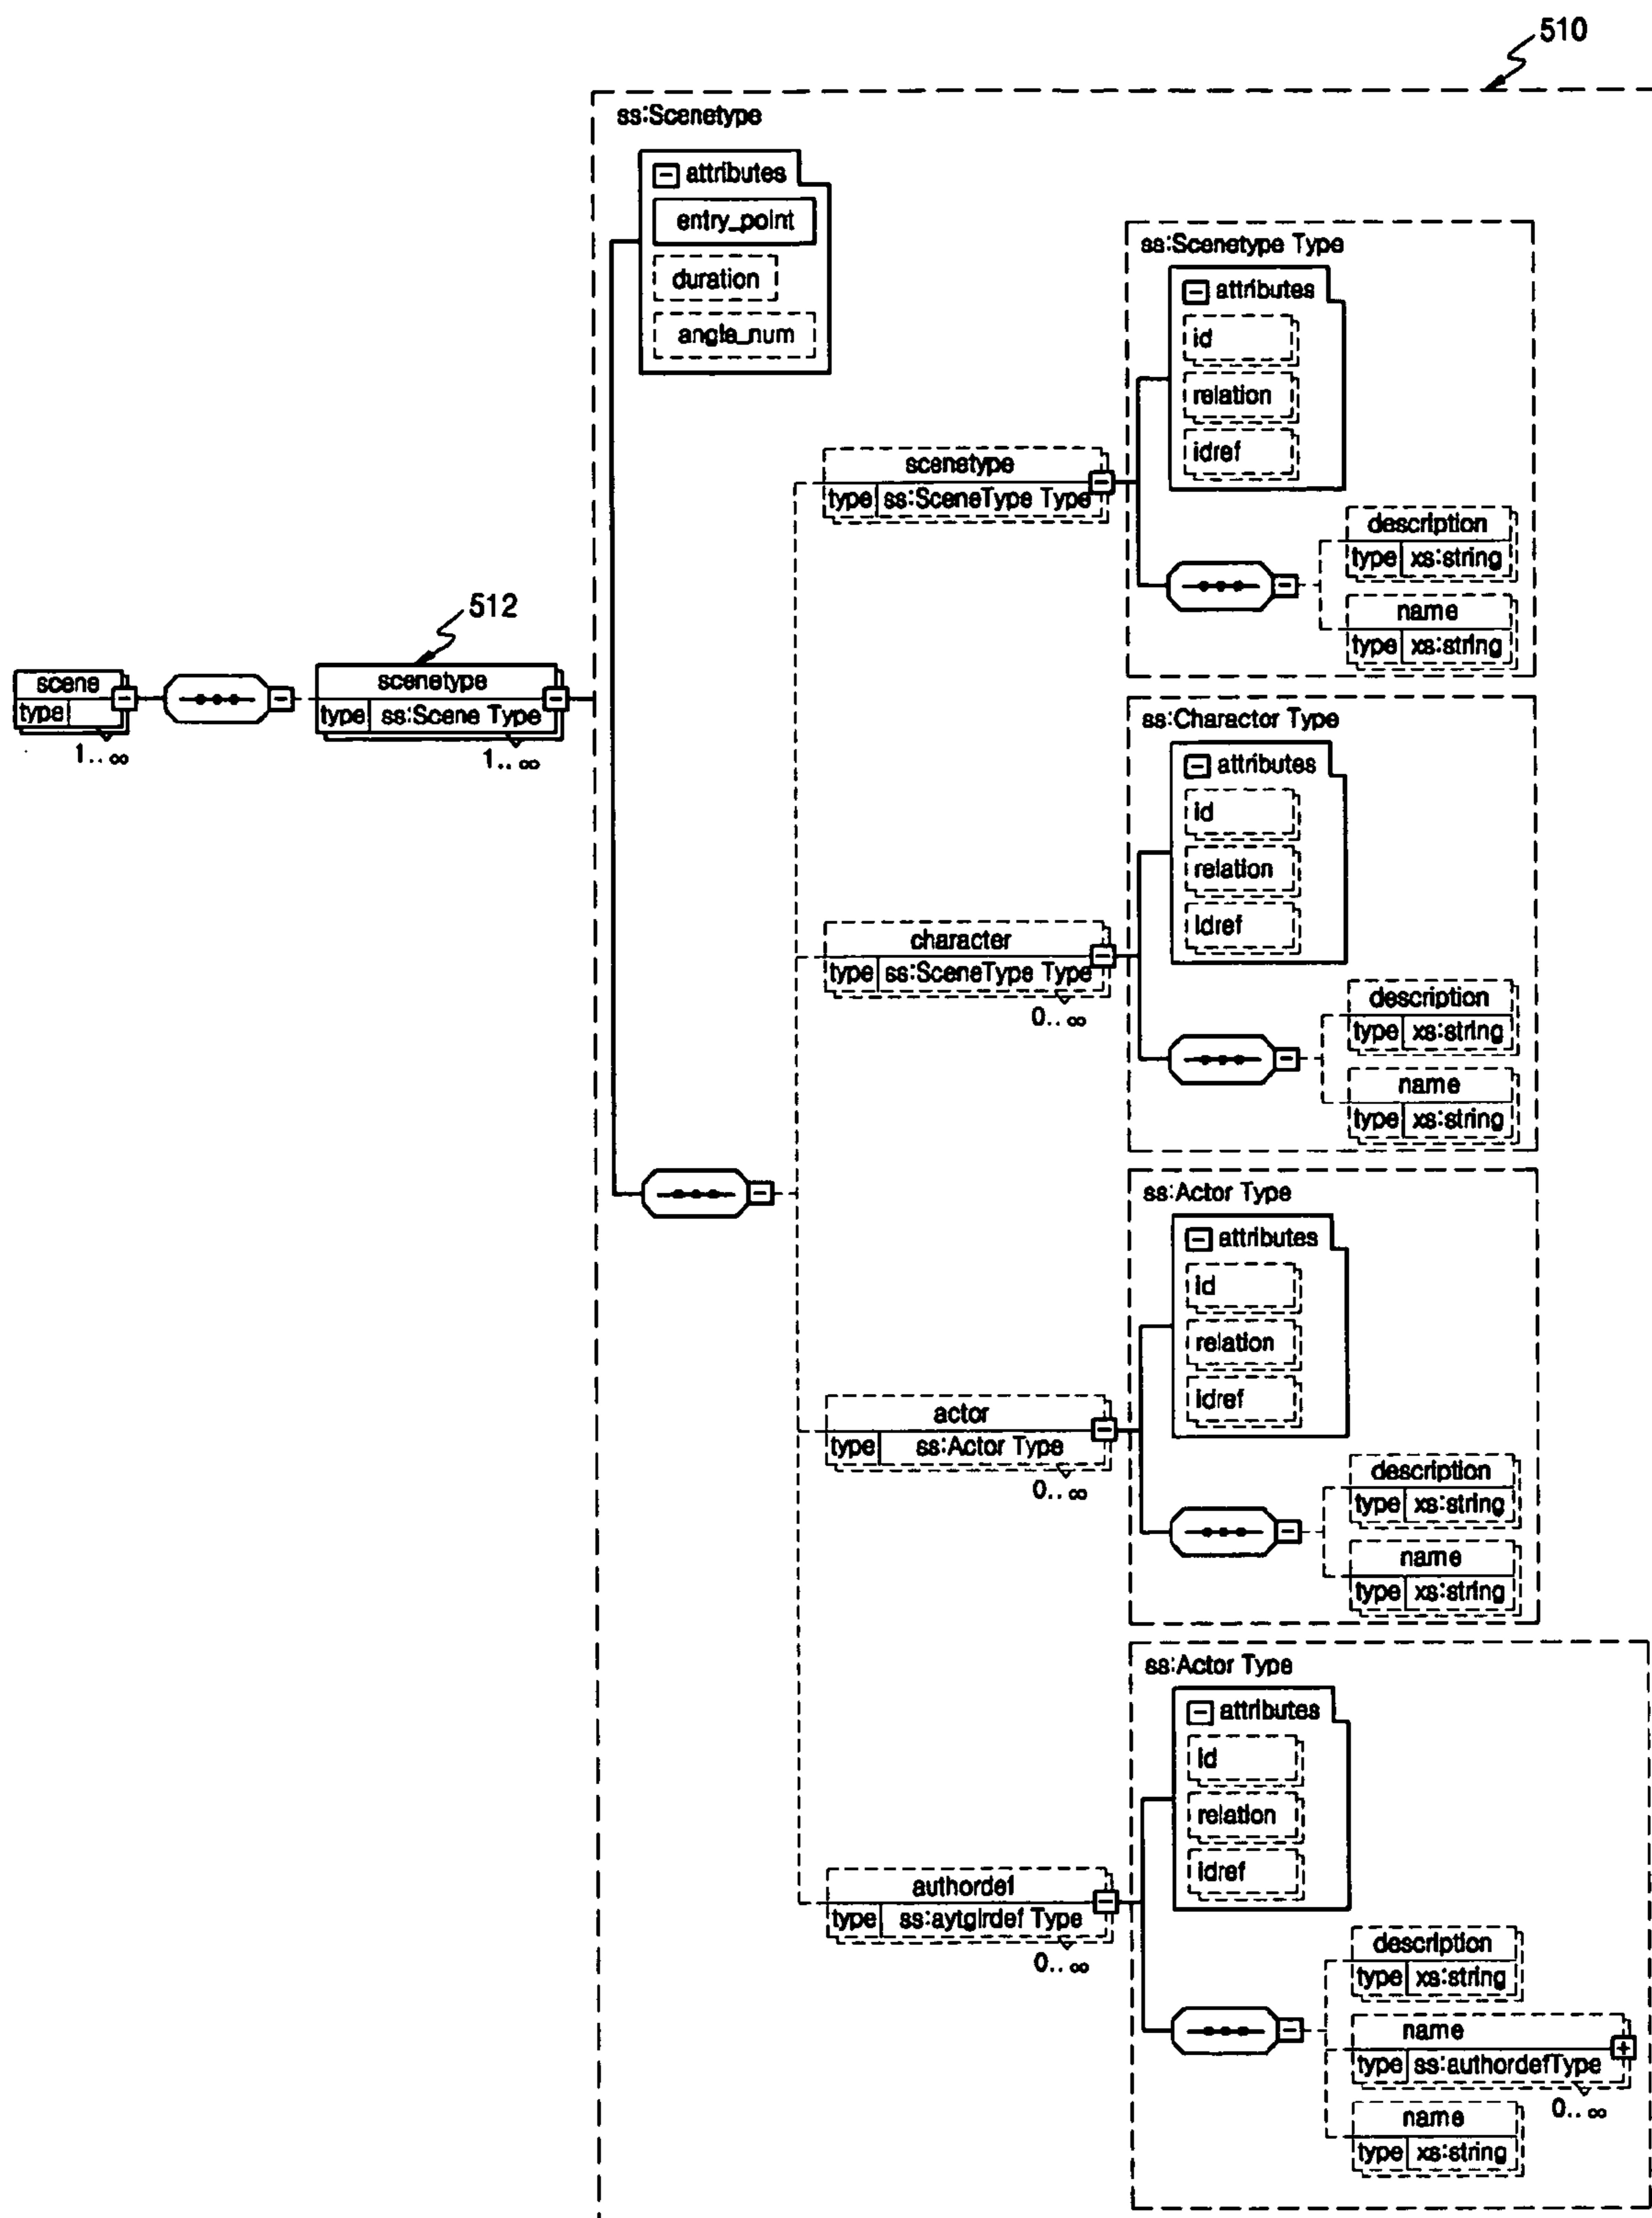 510
ss:Scenetype
attributes
entry_point
duration
angle_num
ss:Scenetype Type
attributes
id
relation
idref
scenetype
type ss:SceneType Type
description
type xs:string
name
type xs:string
512
scene
type
1..∞
scenetype
type ss:Scene Type
1..∞
ss:Charactor Type
attributes
id
relation
idref
character
type ss:SceneType Type
0..∞
description
type xs:string
name
type xs:string
ss:Actor Type
attributes
id
relation
idref
actor
type ss:Actor Type
0..∞
description
type xs:string
name
type xs:string
ss:Actor Type
attributes
id
relation
idref
authordef
type ss:aytglrdef Type
0..∞
description
type xs:string
name
type ss:authordefType
0..∞
name
type xs:string